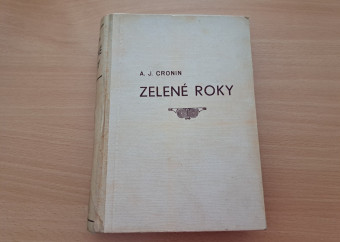 A. J. CRONIN
ZELENÉ ROKY